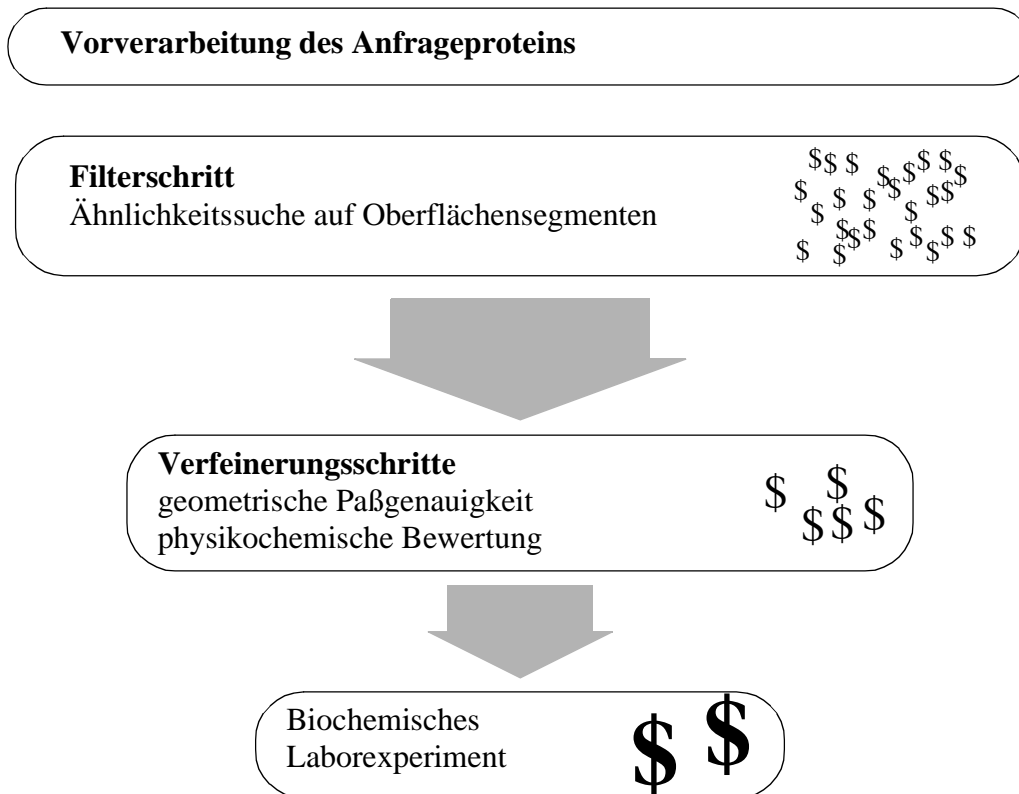 Vorverarbeitung des Anfrageproteins
Filterschritt
Ähnlichkeitssuche auf Oberflächensegmenten
$ $ $ $ $ $ $ $ $ $ $ $ $ $ $ $ $ $ $ $ $ $ $ $ $ $ $
Verfeinerungsschritte
geometrische Paßgenauigkeit
physikochemische Bewertung
$ $ $ $ $
Biochemisches
Laborexperiment
$ $